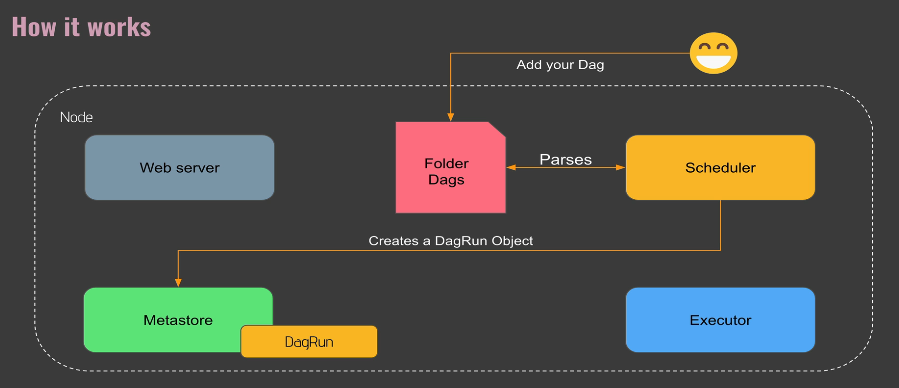 How it works
Add your Dag
Node
Web server
Folder
Dags
Parses
Scheduler
Creates a DagRun Object
Metastore
DagRun
Executor